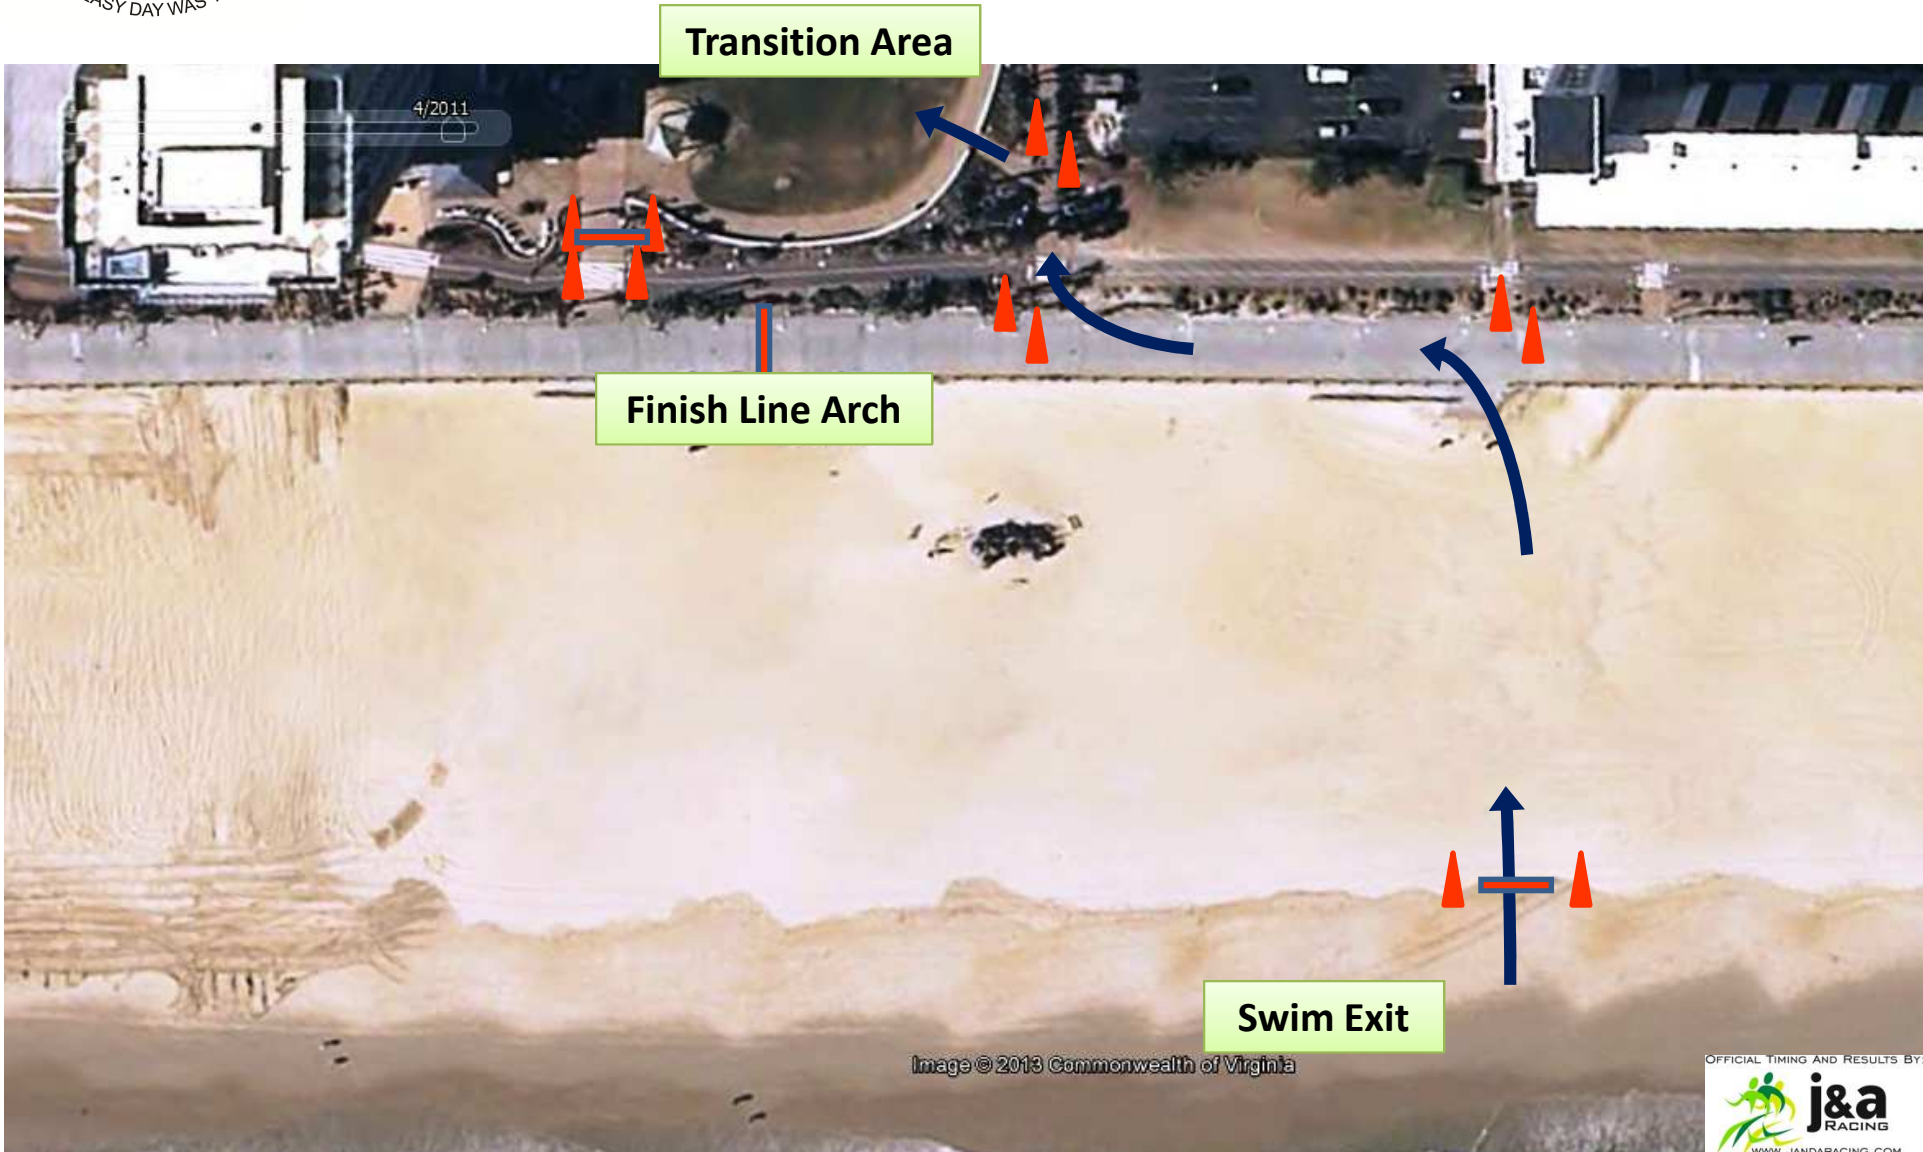 EASY DAY WAS
Transition Area
4/2011
Finish Line Arch
Swim Exit
Image © 2013 Commonwealth of Virginia
OFFICIAL TIMING AND RESULTS BY:
j&a
RACING
WWW.JANDARACING.COM